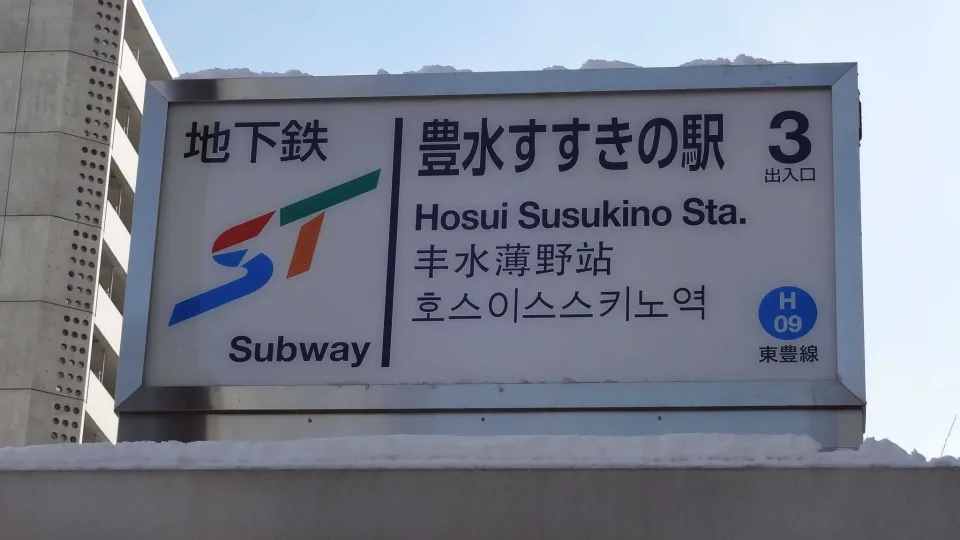 地下鉄
ST
Subway
豊水すすきの駅
Hosui Susukino Sta.
丰水薄野站
호스이스스키노역
3
出入口
H
09
東豊線